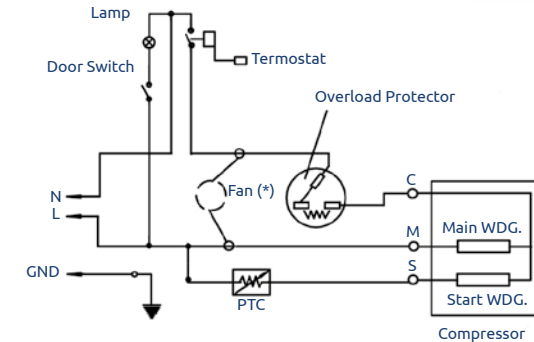 Lamp
Termostat
Door Switch
Overload Protector
C
Fan (*)
N
L
M
Main WDG.
S
GND
PTC
Start WDG.
Compressor